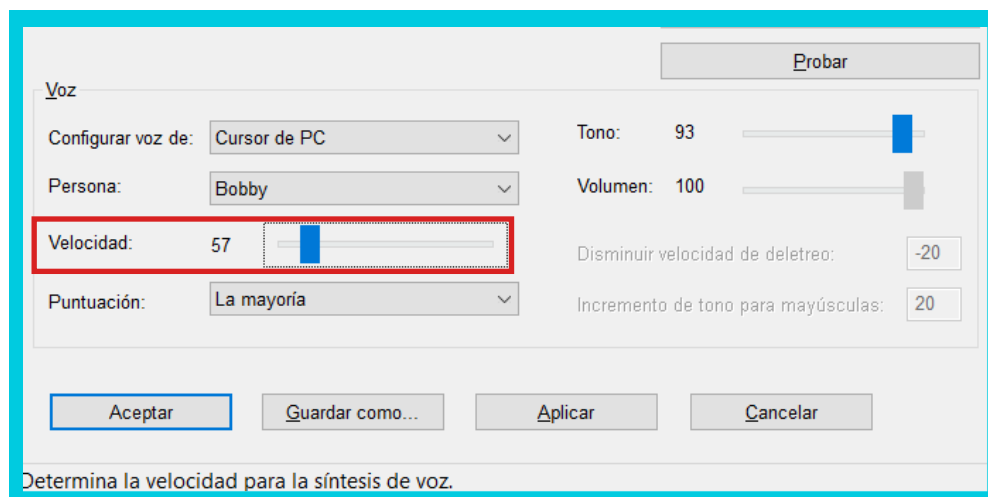 Probar
Voz
Configurar voz de: Cursor de PC
Persona: Bobby
Velocidad: 57
Puntuación: La mayoría
Tono: 93
Volumen: 100
Disminuir velocidad de deletreo: -20
Incremento de tono para mayúsculas: 20
Aceptar
Guardar como...
Aplicar
Cancelar
Determina la velocidad para la síntesis de voz.